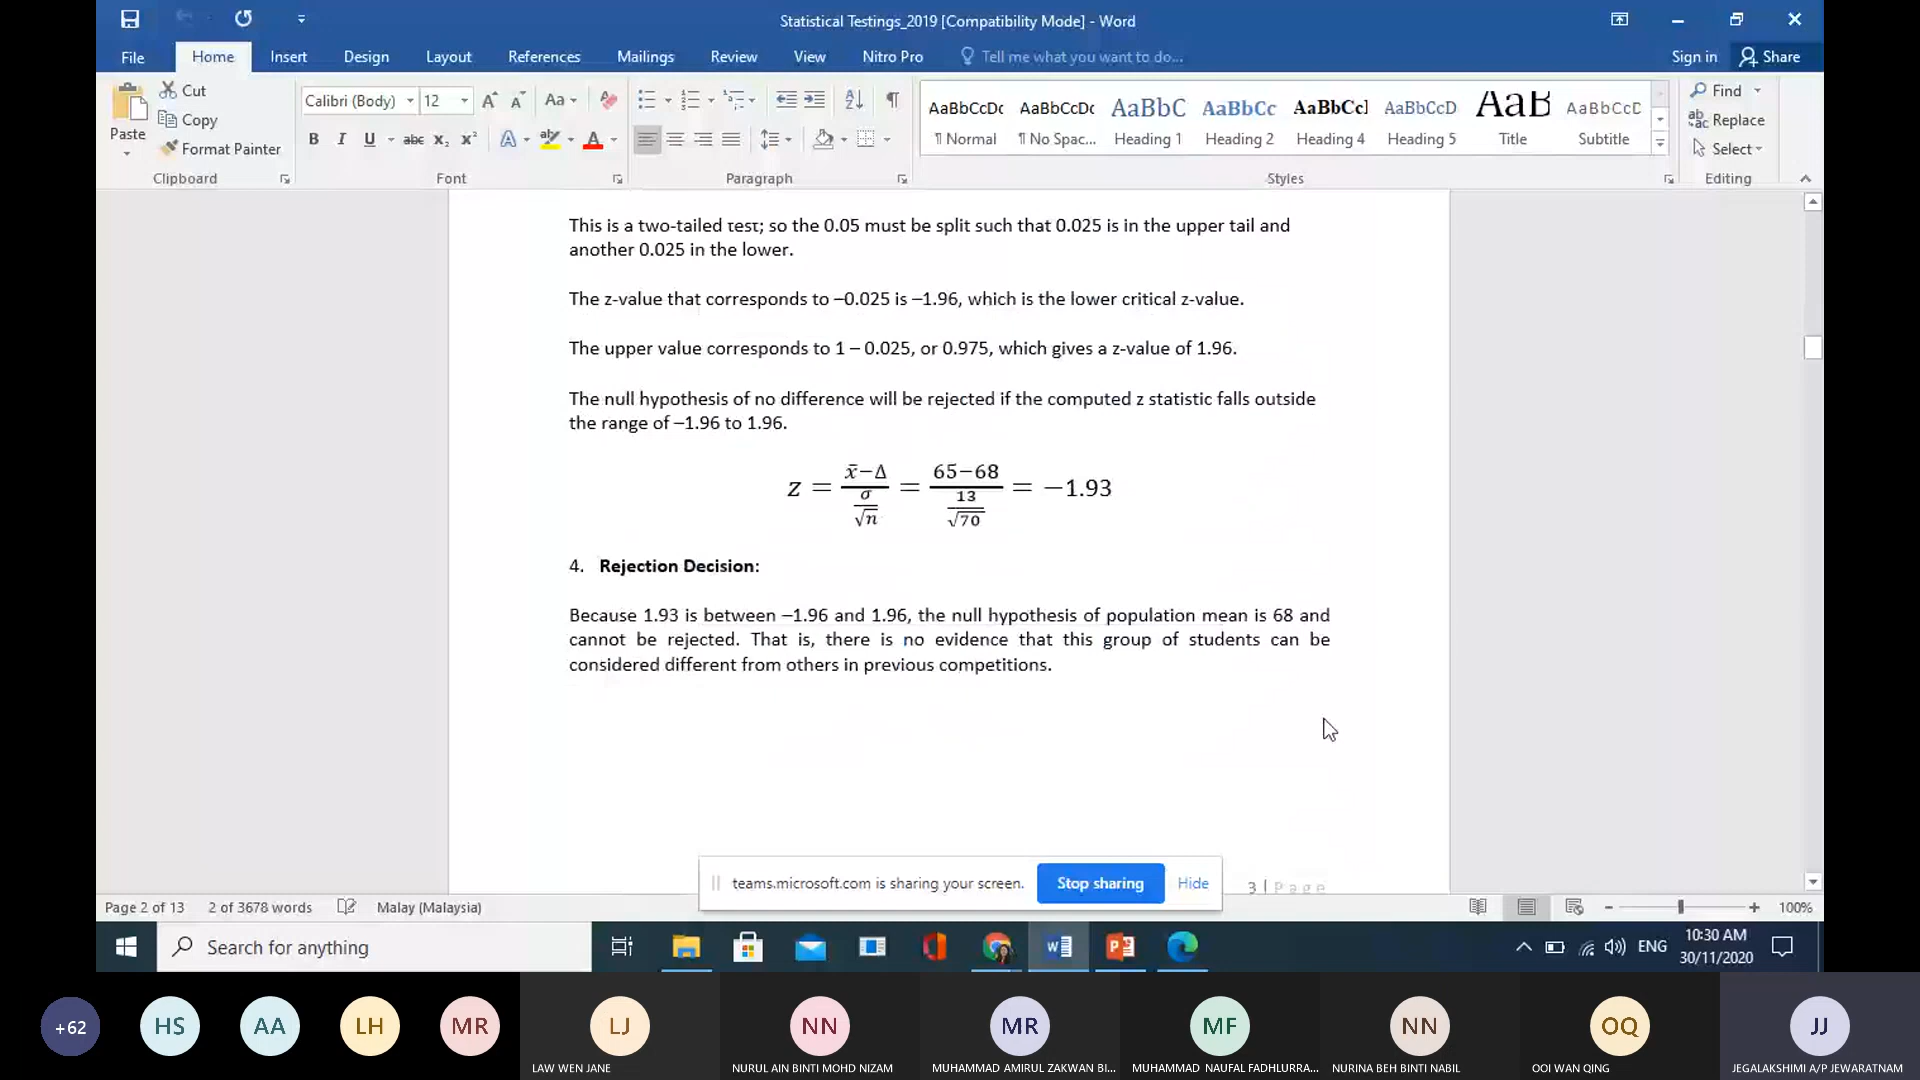 Statistical Testings_2019 [Compatibility Mode] - Word
File Home Insert Design Layout References Mailings Review View Nitro Pro Tell me what you want to do... Sign in Share
Paste Cut Copy Format Painter
Calibri (Body) 12 Aa
B I U abc x₂ x² A A
AaBbCcDc AaBbCcDc AaBbC AaBbCc AaBbCcI AaBbCcD AaB AaBbCcD
¶ Normal ¶ No Spac... Heading 1 Heading 2 Heading 4 Heading 5 Title Subtitle
Find Replace Select
Clipboard Font Paragraph Styles Editing
This is a two-tailed test; so the 0.05 must be split such that 0.025 is in the upper tail and
another 0.025 in the lower.
The z-value that corresponds to –0.025 is –1.96, which is the lower critical z-value.
The upper value corresponds to 1 – 0.025, or 0.975, which gives a z-value of 1.96.
The null hypothesis of no difference will be rejected if the computed z statistic falls outside
the range of –1.96 to 1.96.
z = (x̄−Δ)/(σ/√n) = (65−68)/(13/√70) = −1.93
4. Rejection Decision:
Because 1.93 is between –1.96 and 1.96, the null hypothesis of population mean is 68 and
cannot be rejected. That is, there is no evidence that this group of students can be
considered different from others in previous competitions.
teams.microsoft.com is sharing your screen. Stop sharing Hide
3 | Page
Page 2 of 13 2 of 3678 words Malay (Malaysia) 100%
Search for anything ENG 10:30 AM
30/11/2020
+62 HS AA LH MR LJ NN MR MF NN OQ JJ
LAW WEN JANE NURUL AIN BINTI MOHD NIZAM MUHAMMAD AMIRUL ZAKWAN BI... MUHAMMAD NAUFAL FADHLURRA... NURINA BEH BINTI NABIL OOI WAN QING JEGALAKSHIMI A/P JEWARATNAM